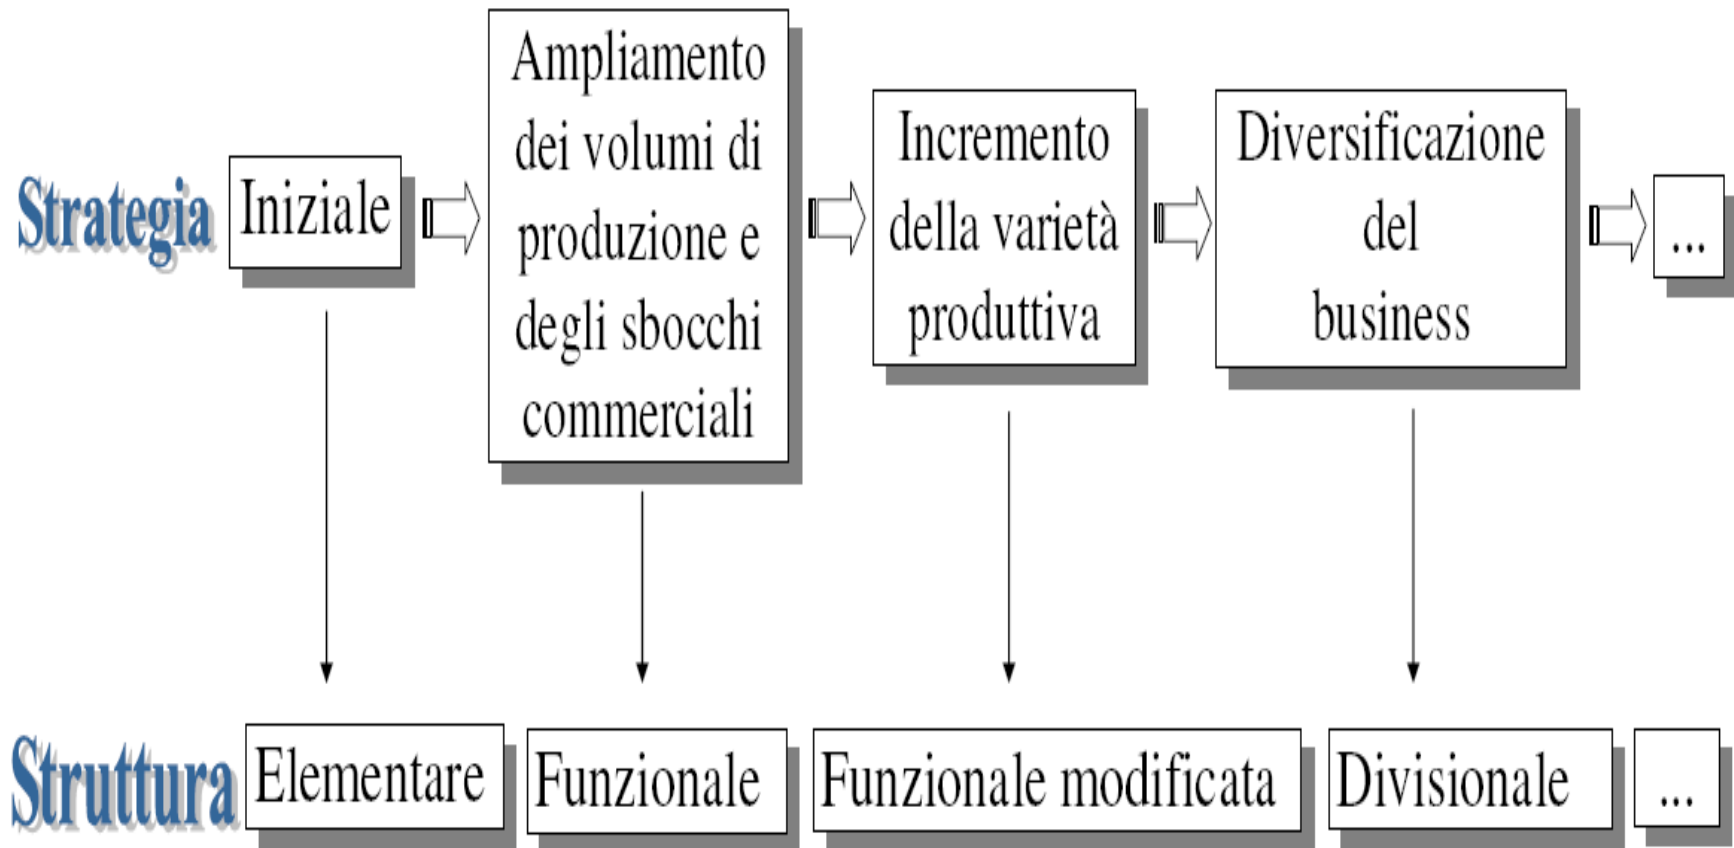 Strategia
Iniziale
Ampliamento
dei volumi di
produzione e
degli sbocchi
commerciali
Incremento
della varietà
produttiva
Diversificazione
del
business
...
Struttura
Elementare
Funzionale
Funzionale modificata
Divisionale
...